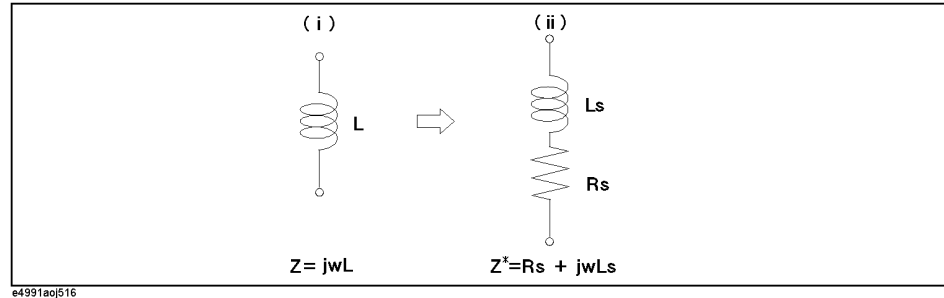 ( i ) ( ii )
L Ls
Rs
Z= jwL Z*=Rs + jwLs
e4991aoj516